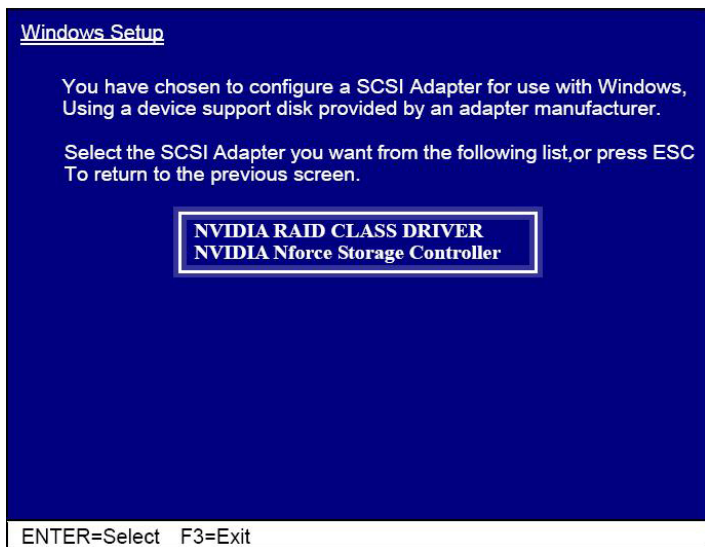 Windows Setup
You have chosen to configure a SCSI Adapter for use with Windows,
Using a device support disk provided by an adapter manufacturer.
Select the SCSI Adapter you want from the following list,or press ESC
To return to the previous screen.
NVIDIA RAID CLASS DRIVER
NVIDIA Nforce Storage Controller
ENTER=Select F3=Exit